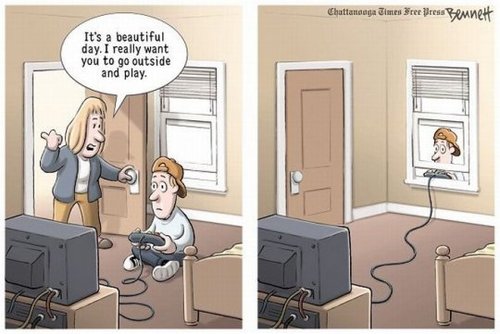 It's a beautiful
day. I really want
you to go outside
and play.
Chattanooga Times Free Press Bennett